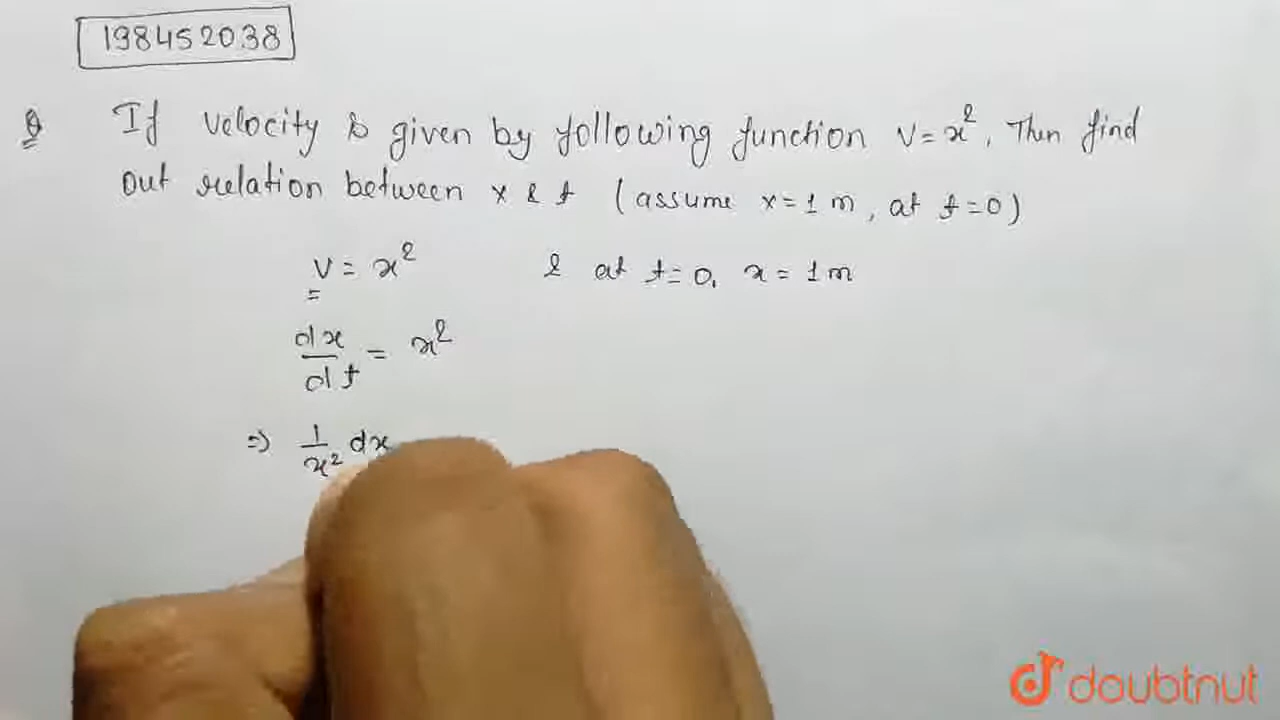 198452038
Q If velocity is given by following function v = x², Then find
out relation between x & t (assume x = 1 m, at t = 0)
v = x² & at t = 0, x = 1 m
dx/dt = x²
⇒ 1/x² dx
doubtnut